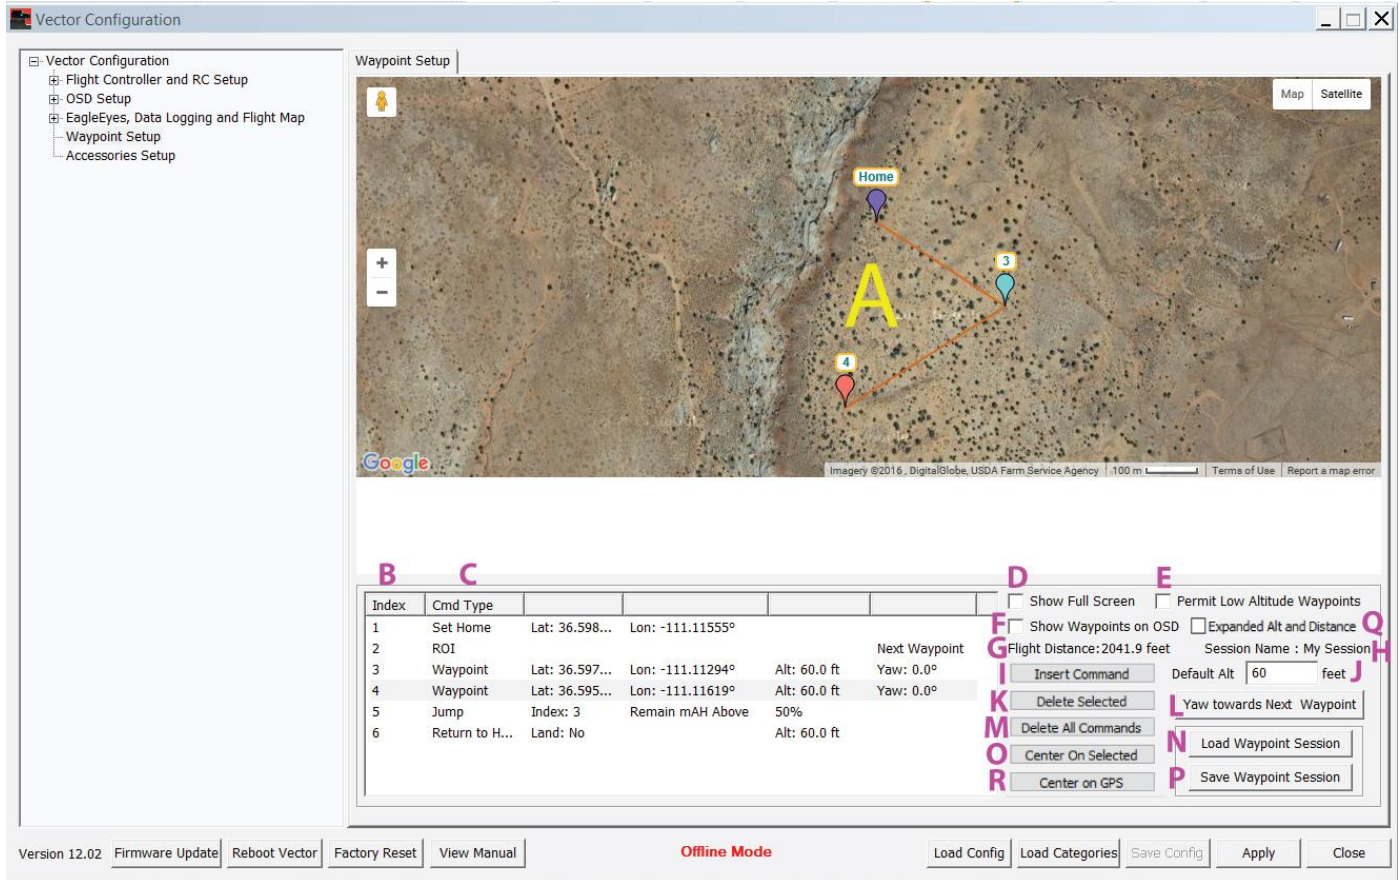 Vector Configuration
Vector Configuration
Flight Controller and RC Setup
OSD Setup
EagleEyes, Data Logging and Flight Map
Waypoint Setup
Accessories Setup
Waypoint Setup
Map Satellite
Home
3
A
4
Google
Imagery ©2016 , DigitalGlobe, USDA Farm Service Agency 100 m Terms of Use Report a map error
B C
Index Cmd Type
1 Set Home Lat: 36.598... Lon: -111.11555º
2 ROI Next Waypoint
3 Waypoint Lat: 36.597... Lon: -111.11294º Alt: 60.0 ft Yaw: 0.0º
4 Waypoint Lat: 36.595... Lon: -111.11619º Alt: 60.0 ft Yaw: 0.0º
5 Jump Index: 3 Remain mAH Above 50%
6 Return to H... Land: No Alt: 60.0 ft
D E
Show Full Screen Permit Low Altitude Waypoints
F Show Waypoints on OSD Expanded Alt and Distance Q
G Flight Distance: 2041.9 feet Session Name : My Session H
I Insert Command Default Alt 60 feet J
K Delete Selected L Yaw towards Next Waypoint
M Delete All Commands N Load Waypoint Session
O Center On Selected P Save Waypoint Session
R Center on GPS
Version 12.02 Firmware Update Reboot Vector Factory Reset View Manual Offline Mode Load Config Load Categories Save Config Apply Close